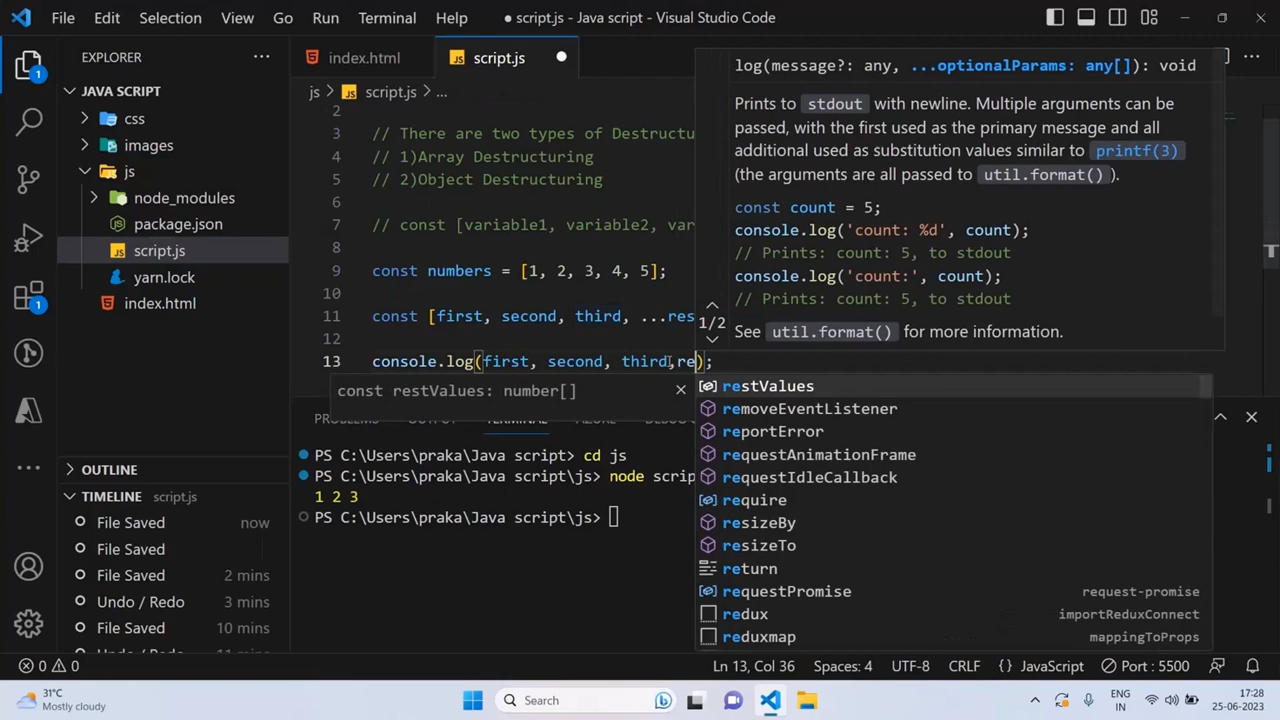 File Edit Selection View Go Run Terminal Help
● script.js - Java script - Visual Studio Code
EXPLORER
JAVA SCRIPT
css
images
js
node_modules
package.json
script.js
yarn.lock
index.html
OUTLINE
TIMELINE script.js
File Saved now
File Saved
File Saved 2 mins
Undo / Redo 3 mins
File Saved 10 mins
index.html
script.js
js > script.js > ...
2
3 // There are two types of Destructu
4 // 1)Array Destructuring
5 // 2)Object Destructuring
6
7 // const [variable1, variable2, var
8
9 const numbers = [1, 2, 3, 4, 5];
10
11 const [first, second, third, ...res
12
13 console.log(first, second, third,re);
const restValues: number[]
log(message?: any, ...optionalParams: any[]): void
Prints to stdout with newline. Multiple arguments can be
passed, with the first used as the primary message and all
additional used as substitution values similar to printf(3)
(the arguments are all passed to util.format()).
const count = 5;
console.log('count: %d', count);
// Prints: count: 5, to stdout
console.log('count:', count);
// Prints: count: 5, to stdout
1/2
See util.format() for more information.
restValues
removeEventListener
reportError
requestAnimationFrame
requestIdleCallback
require
resizeBy
resizeTo
return
requestPromise request-promise
redux importReduxConnect
reduxmap mappingToProps
PS C:\Users\praka\Java script> cd js
PS C:\Users\praka\Java script\js> node scrip
1 2 3
PS C:\Users\praka\Java script\js>
0 0
Ln 13, Col 36 Spaces: 4 UTF-8 CRLF {} JavaScript Port : 5500
31°C
Mostly cloudy
Search
ENG
IN
17:28
25-06-2023
1
1